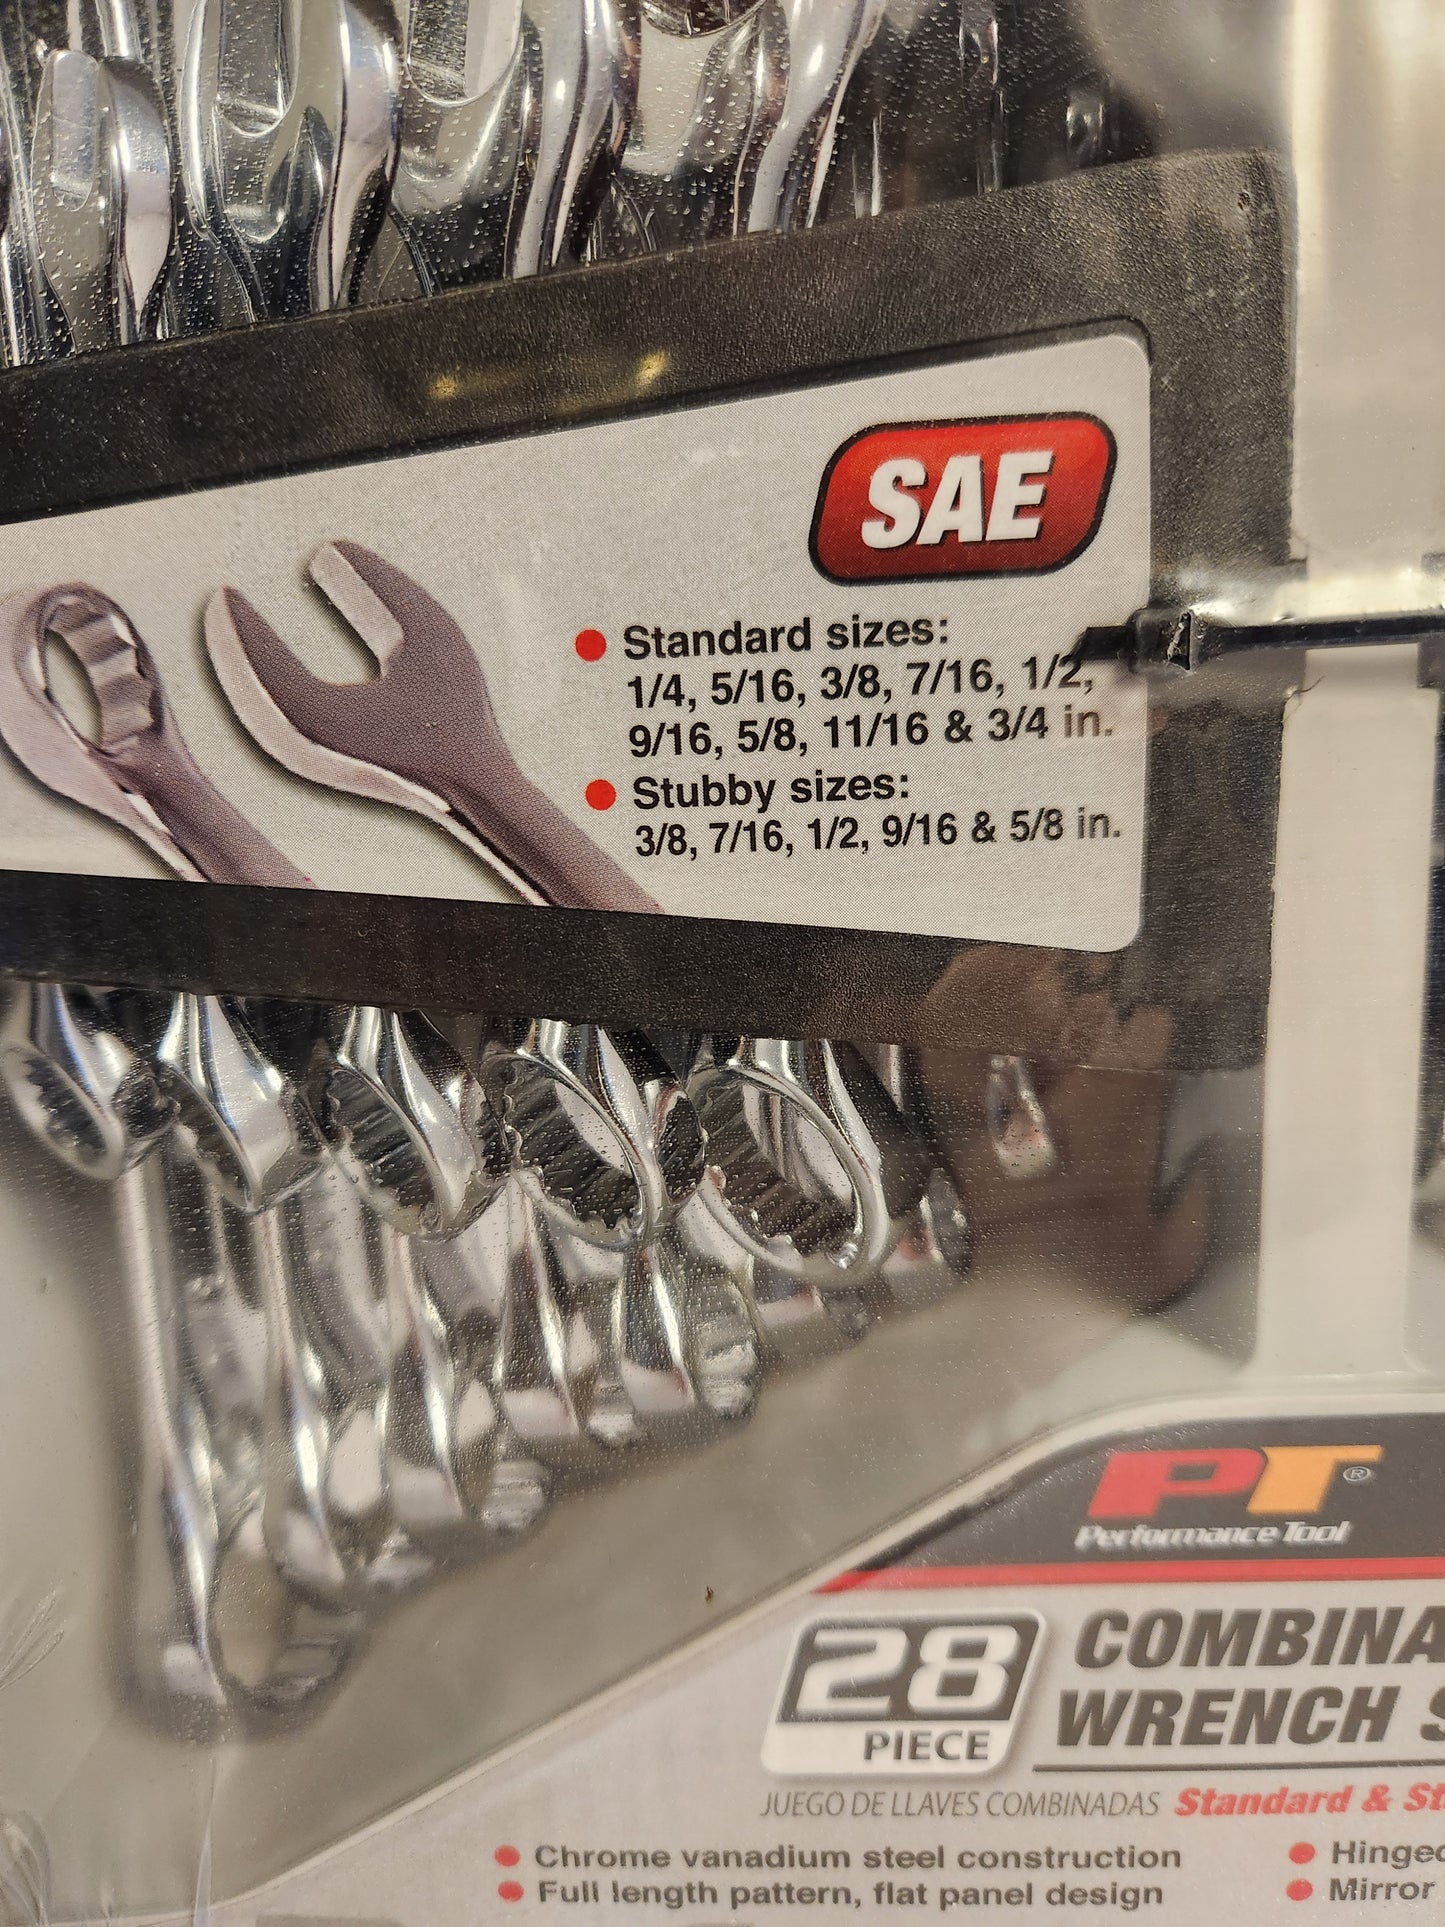 SAE
Standard sizes:
1/4, 5/16, 3/8, 7/16, 1/2,
9/16, 5/8, 11/16 & 3/4 in.
Stubby sizes:
3/8, 7/16, 1/2, 9/16 & 5/8 in.
PT®
Performance Tool
28
PIECE
COMBINA
WRENCH S
JUEGO DE LLAVES COMBINADAS Standard & St
Chrome vanadium steel construction
Full length pattern, flat panel design
Hinged
Mirror